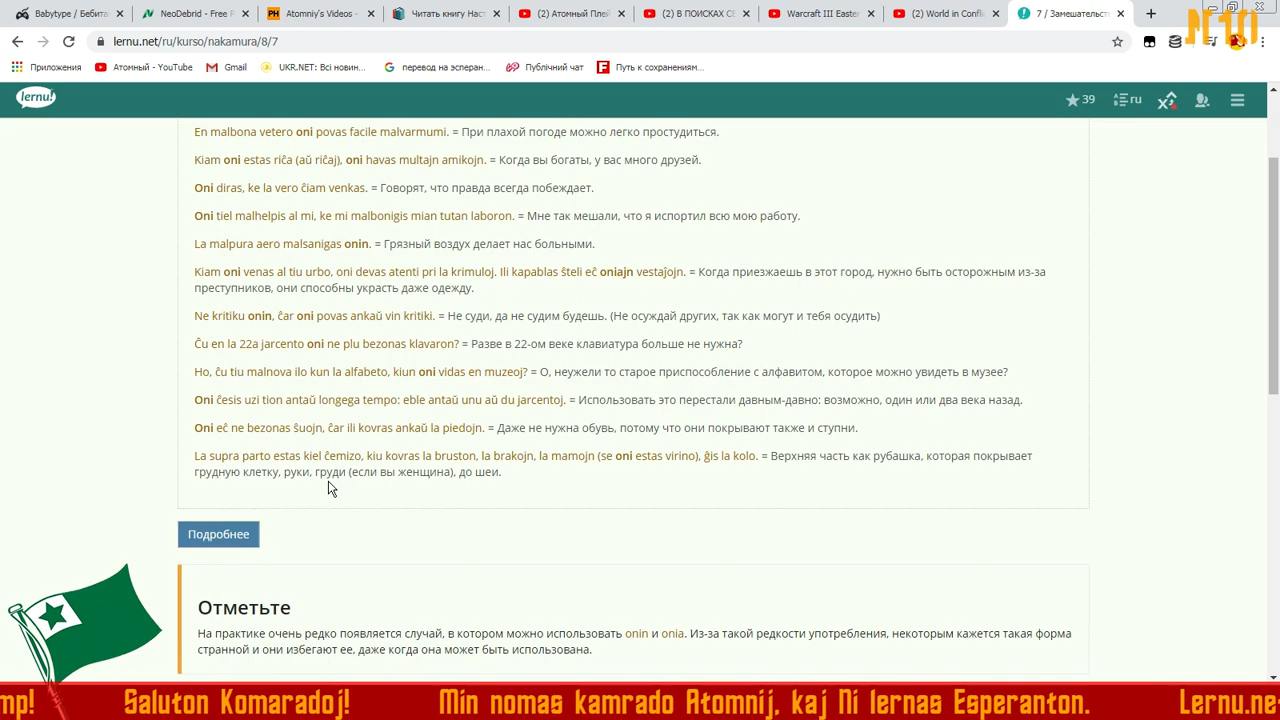 Babytype / Бебита
NeoDebrid - Free P
Atomniy's Videos -
Читать книгу Наст
(2) Атомный Плей
(2) В ПОИСКАХ СЕ
Warcraft III Easter
(2) World in Conflic
7 / Замешательст
lernu.net/ru/kurso/nakamura/8/7
Приложения
Атомный - YouTube
Gmail
UKR.NET: Всі новин...
перевод на эсперан...
Публічний чат
Путь к сохранениям...
lernu!
39
ru
En malbona vetero oni povas facile malvarmumi. = При плахой погоде можно легко простудиться.
Kiam oni estas riĉa (aŭ riĉaj), oni havas multajn amikojn. = Когда вы богаты, у вас много друзей.
Oni diras, ke la vero ĉiam venkas. = Говорят, что правда всегда побеждает.
Oni tiel malhelpis al mi, ke mi malbonigis mian tutan laboron. = Мне так мешали, что я испортил всю мою работу.
La malpura aero malsanigas onin. = Грязный воздух делает нас больными.
Kiam oni venas al tiu urbo, oni devas atenti pri la krimuloj. Ili kapablas ŝteli eĉ oniajn vestaĵojn. = Когда приезжаешь в этот город, нужно быть осторожным из-за
преступников, они способны украсть даже одежду.
Ne kritiku onin, ĉar oni povas ankaŭ vin kritiki. = Не суди, да не судим будешь. (Не осуждай других, так как могут и тебя осудить)
Ĉu en la 22a jarcento oni ne plu bezonas klavaron? = Разве в 22-ом веке клавиатура больше не нужна?
Ho, ĉu tiu malnova ilo kun la alfabeto, kiun oni vidas en muzeoj? = О, неужели то старое приспособление с алфавитом, которое можно увидеть в музее?
Oni ĉesis uzi tion antaŭ longega tempo: eble antaŭ unu aŭ du jarcentoj. = Использовать это перестали давным-давно: возможно, один или два века назад.
Oni eĉ ne bezonas ŝuojn, ĉar ili kovras ankaŭ la piedojn. = Даже не нужна обувь, потому что они покрывают также и ступни.
La supra parto estas kiel ĉemizo, kiu kovras la bruston, la brakojn, la mamojn (se oni estas virino), ĝis la kolo. = Верхняя часть как рубашка, которая покрывает
грудную клетку, руки, груди (если вы женщина), до шеи.
Подробнее
Отметьте
На практике очень редко появляется случай, в котором можно использовать onin и onia. Из-за такой редкости употребления, некоторым кажется такая форма
странной и они избегают ее, даже когда она может быть использована.
mp! Saluton Komaradoj! Min nomas kamrado Atomnij, kaj Ni lernas Esperanton. Lernu.ne